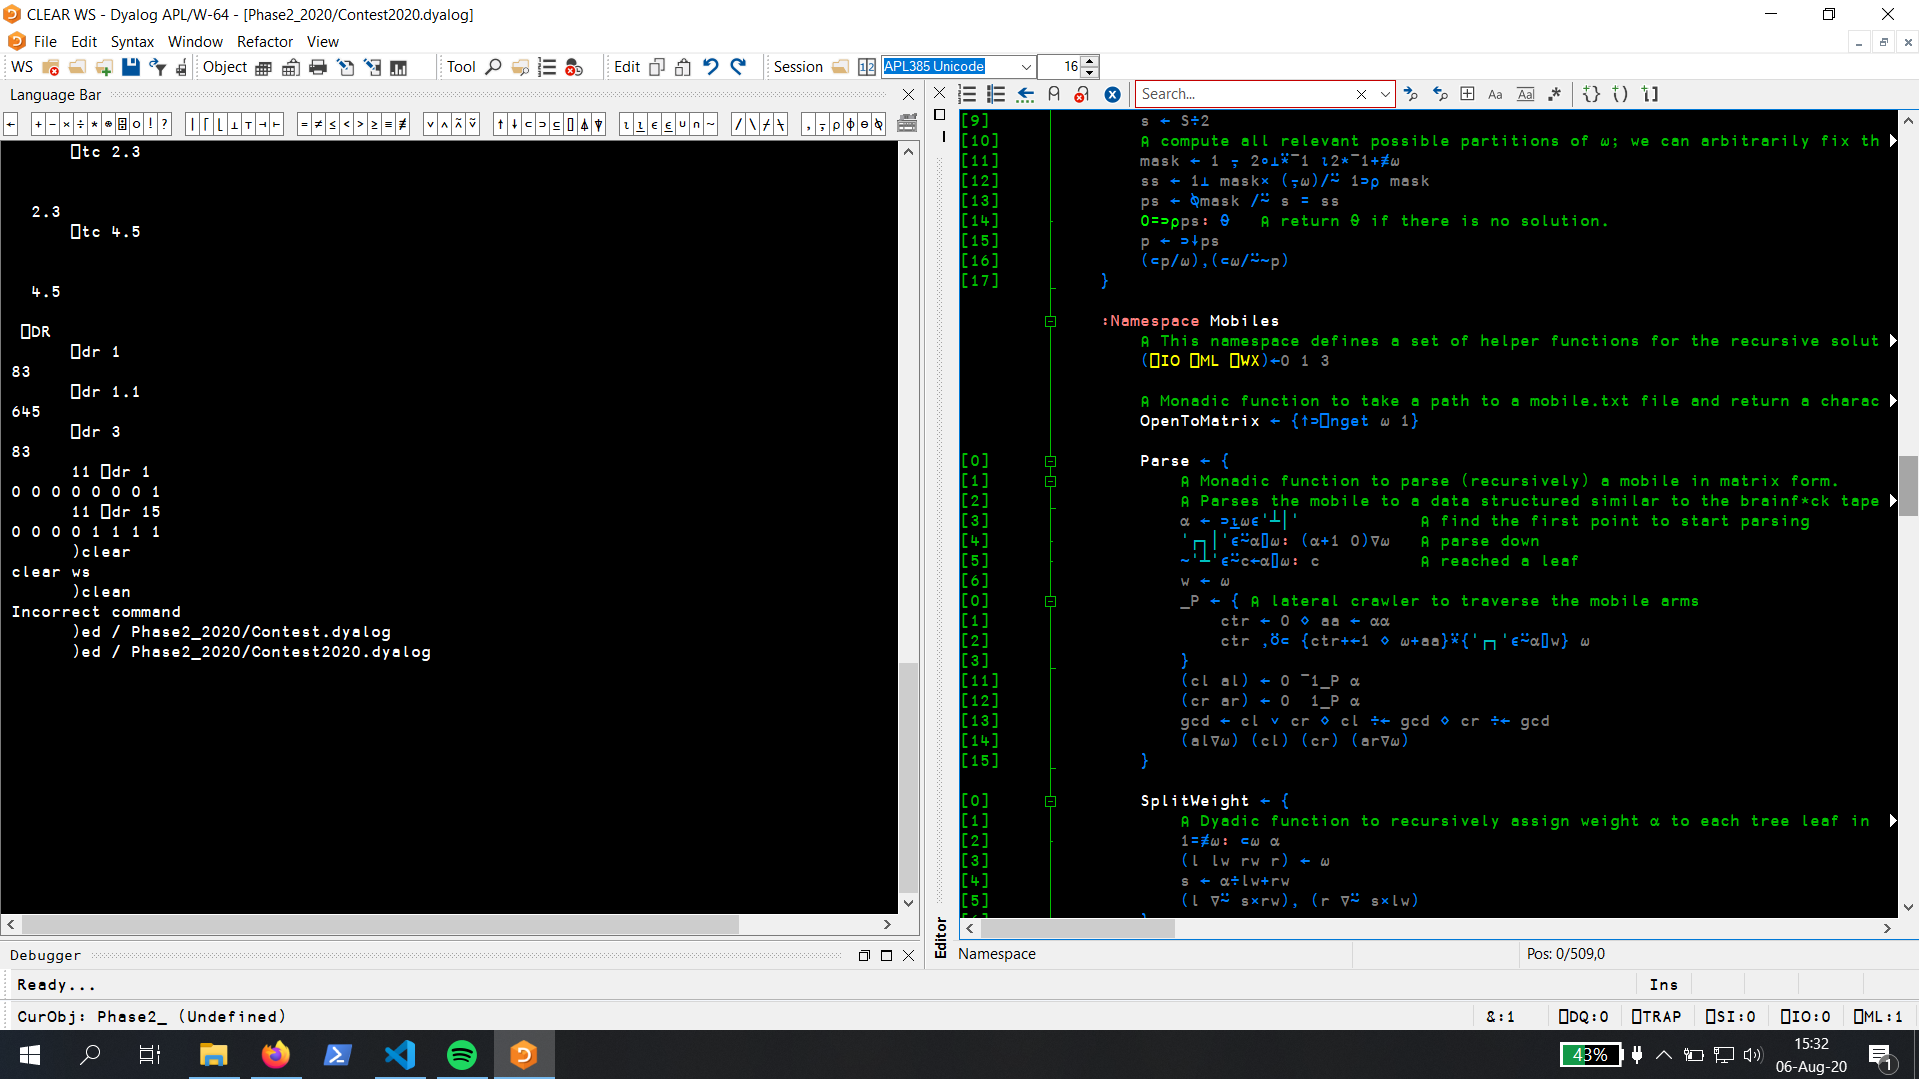 CLEAR WS - Dyalog APL/W-64 - [Phase2_2020/Contest2020.dyalog]
File Edit Syntax Window Refactor View
WS Object Tool Edit Session APL385 Unicode 16
Language Bar
Search...
← + - × ÷ * ⍟ ⌹ ○ ! ? | ⌈ ⌊ ⊥ ⊤ ⊣ ⊢ = ≠ ≤ < > ≥ ≡ ≢ ∨ ∧ ⍲ ⍱ ↑ ↓ ⊂ ⊃ ⊆ ⌷ ⍋ ⍒ ⍳ ⍸ ∊ ⍷ ∪ ∩ ~ / \ ⌿ ⍀ , ⍪ ⍴ ⌽ ⊖ ⍉
⎕tc 2.3
2.3
⎕tc 4.5
4.5
⎕DR
⎕dr 1
83
⎕dr 1.1
645
⎕dr 3
83
11 ⎕dr 1
0 0 0 0 0 0 0 1
11 ⎕dr 15
0 0 0 0 1 1 1 1
)clear
clear ws
)clean
Incorrect command
)ed / Phase2_2020/Contest.dyalog
)ed / Phase2_2020/Contest2020.dyalog
[9] s ← S÷2
[10] ⍝ compute all relevant possible partitions of ⍵; we can arbitrarily fix th
[11] mask ← 1 ⍪ 2∘⊥⍣¯1 ⍳2*¯1+≢⍵
[12] ss ← 1⊥ mask× (⍪⍵)/⍨ 1⊃⍴ mask
[13] ps ← ⍉mask /⍨ s = ss
[14] 0=⊃⍴ps: ⍬ ⍝ return ⍬ if there is no solution.
[15] p ← ⊃↓ps
[16] (⊂p/⍵),(⊂⍵/⍨~p)
[17] }
:Namespace Mobiles
⍝ This namespace defines a set of helper functions for the recursive solut
(⎕IO ⎕ML ⎕WX)←0 1 3
⍝ Monadic function to take a path to a mobile.txt file and return a charac
OpenToMatrix ← {↑⊃⎕nget ⍵ 1}
[0] Parse ← {
[1] ⍝ Monadic function to parse (recursively) a mobile in matrix form.
[2] ⍝ Parses the mobile to a data structured similar to the brainf*ck tape
[3] ⍺ ← ⊃⍸⍵∊'┴│' ⍝ find the first point to start parsing
[4] '┌┐│'∊⍨⍺⌷⍵: (⍺+1 0)∇⍵ ⍝ parse down
[5] ~'┴'∊⍨c←⍺⌷⍵: c ⍝ reached a leaf
[6] w ← ⍵
[0] _P ← { ⍝ lateral crawler to traverse the mobile arms
[1] ctr ← 0 ⋄ aa ← ⍺⍺
[2] ctr ,⍥⊂ {ctr+←1 ⋄ ⍵+aa}⍣{'┌┐'∊⍨⍺⌷w} ⍵
[3] }
[11] (cl al) ← 0 ¯1_P ⍺
[12] (cr ar) ← 0 1_P ⍺
[13] gcd ← cl ∨ cr ⋄ cl ÷← gcd ⋄ cr ÷← gcd
[14] (al∇⍵) (cl) (cr) (ar∇⍵)
[15] }
[0] SplitWeight ← {
[1] ⍝ Dyadic function to recursively assign weight ⍺ to each tree leaf in
[2] 1=≢⍵: ⊂⍵ ⍺
[3] (l lw rw r) ← ⍵
[4] s ← ⍺÷lw+rw
[5] (l ∇⍨ s×rw), (r ∇⍨ s×lw)
Editor
Namespace Pos: 0/509,0
Debugger
Ready... Ins
CurObj: Phase2_ (Undefined) &:1 ⎕DQ:0 ⎕TRAP ⎕SI:0 ⎕IO:0 ⎕ML:1
43% 15:32
06-Aug-20 1